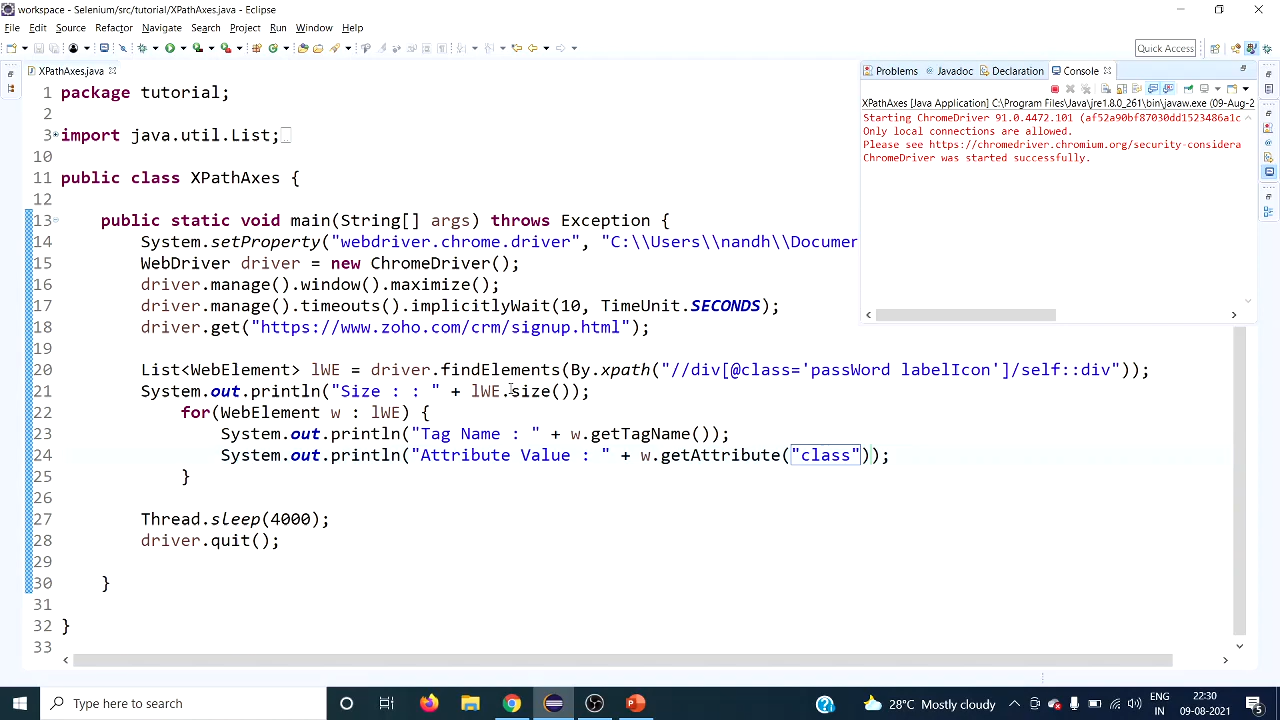 workspace - Selenium/src/tutorial/XPathAxes.java - Eclipse
File Edit Source Refactor Navigate Search Project Run Window Help
Quick Access
XPathAxes.java
Problems Javadoc Declaration Console
XPathAxes [Java Application] C:\Program Files\Java\jre1.8.0_261\bin\javaw.exe (09-Aug-2
Starting ChromeDriver 91.0.4472.101 (af52a90bf87030dd1523486a1c
Only local connections are allowed.
Please see https://chromedriver.chromium.org/security-considera
ChromeDriver was started successfully.
1 package tutorial;
2
3 import java.util.List;
10
11 public class XPathAxes {
12
13 public static void main(String[] args) throws Exception {
14 System.setProperty("webdriver.chrome.driver", "C:\\Users\\nandh\\Documen
15 WebDriver driver = new ChromeDriver();
16 driver.manage().window().maximize();
17 driver.manage().timeouts().implicitlyWait(10, TimeUnit.SECONDS);
18 driver.get("https://www.zoho.com/crm/signup.html");
19
20 List<WebElement> lWE = driver.findElements(By.xpath("//div[@class='passWord labelIcon']/self::div"));
21 System.out.println("Size : : " + lWE.size());
22 for(WebElement w : lWE) {
23 System.out.println("Tag Name : " + w.getTagName());
24 System.out.println("Attribute Value : " + w.getAttribute("class"));
25 }
26
27 Thread.sleep(4000);
28 driver.quit();
29
30 }
31
32 }
33
Type here to search
28°C Mostly cloudy
ENG
IN
22:30
09-08-2021